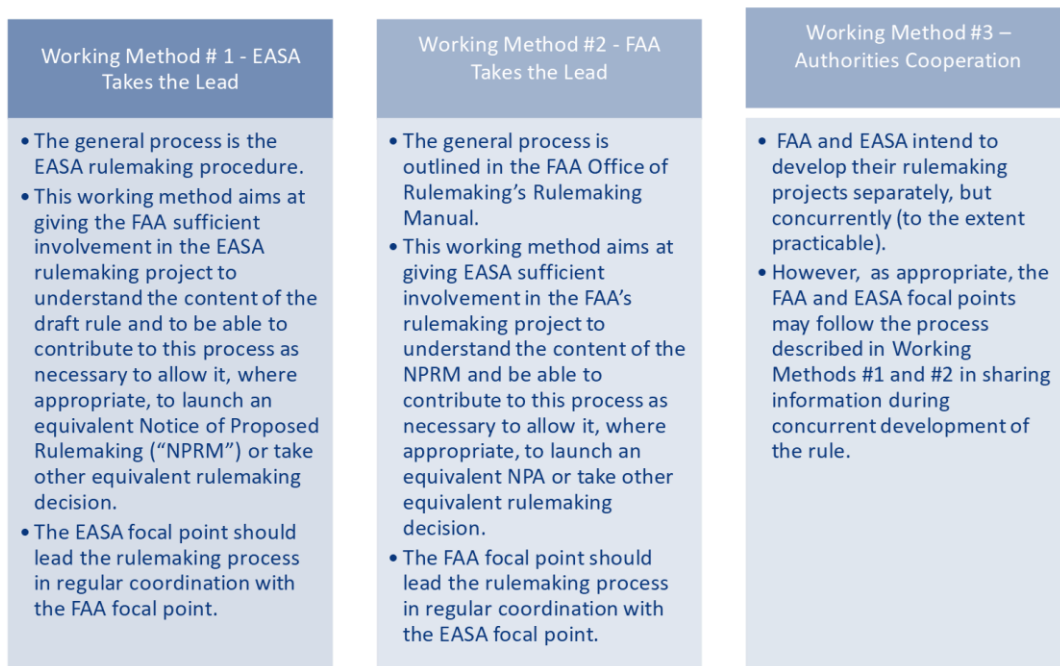 Working Method # 1 - EASA
Takes the Lead
• The general process is the
EASA rulemaking procedure.
• This working method aims at
giving the FAA sufficient
involvement in the EASA
rulemaking project to
understand the content of the
draft rule and to be able to
contribute to this process as
necessary to allow it, where
appropriate, to launch an
equivalent Notice of Proposed
Rulemaking (“NPRM”) or take
other equivalent rulemaking
decision.
• The EASA focal point should
lead the rulemaking process
in regular coordination with
the FAA focal point.
Working Method #2 - FAA
Takes the Lead
• The general process is
outlined in the FAA Office of
Rulemaking’s Rulemaking
Manual.
• This working method aims at
giving EASA sufficient
involvement in the FAA’s
rulemaking project to
understand the content of the
NPRM and be able to
contribute to this process as
necessary to allow it, where
appropriate, to launch an
equivalent NPA or take other
equivalent rulemaking
decision.
• The FAA focal point should
lead the rulemaking process
in regular coordination with
the EASA focal point.
Working Method #3 –
Authorities Cooperation
• FAA and EASA intend to
develop their rulemaking
projects separately, but
concurrently (to the extent
practicable).
• However, as appropriate, the
FAA and EASA focal points
may follow the process
described in Working
Methods #1 and #2 in sharing
information during
concurrent development of
the rule.